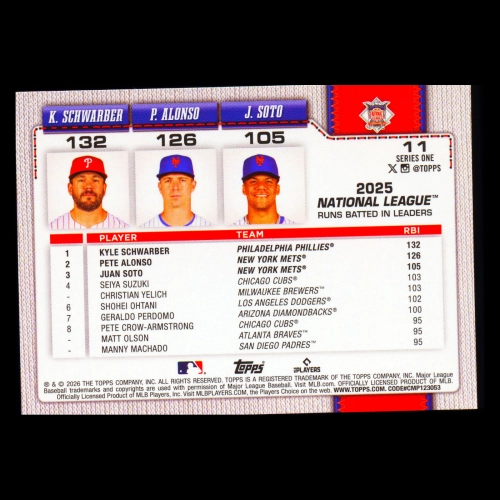 K. SCHWARBER P. ALONSO J. SOTO
132 126 105
11
SERIES ONE
X @TOPPS
2025
NATIONAL LEAGUE™
RUNS BATTED IN LEADERS
PLAYER TEAM RBI
1 KYLE SCHWARBER PHILADELPHIA PHILLIES® 132
2 PETE ALONSO NEW YORK METS® 126
3 JUAN SOTO NEW YORK METS® 105
4 SEIYA SUZUKI CHICAGO CUBS® 103
- CHRISTIAN YELICH MILWAUKEE BREWERS™ 103
6 SHOHEI OHTANI LOS ANGELES DODGERS® 102
7 GERALDO PERDOMO ARIZONA DIAMONDBACKS® 100
8 PETE CROW-ARMSTRONG CHICAGO CUBS® 95
- MATT OLSON ATLANTA BRAVES™ 95
- MANNY MACHADO SAN DIEGO PADRES™ 95
Topps PLAYERS
® & © 2026 THE TOPPS COMPANY, INC. ALL RIGHTS RESERVED. TOPPS IS A REGISTERED TRADEMARK OF THE TOPPS COMPANY, INC. Major League
Baseball trademarks and copyrights are used with permission of Major League Baseball. Visit MLB.com. OFFICIALLY LICENSED PRODUCT OF MLB.
Officially Licensed Product of MLB Players, Inc. Visit MLBPLAYERS.com, the Players Choice on the web. WWW.TOPPS.COM. CODE#CMP123053